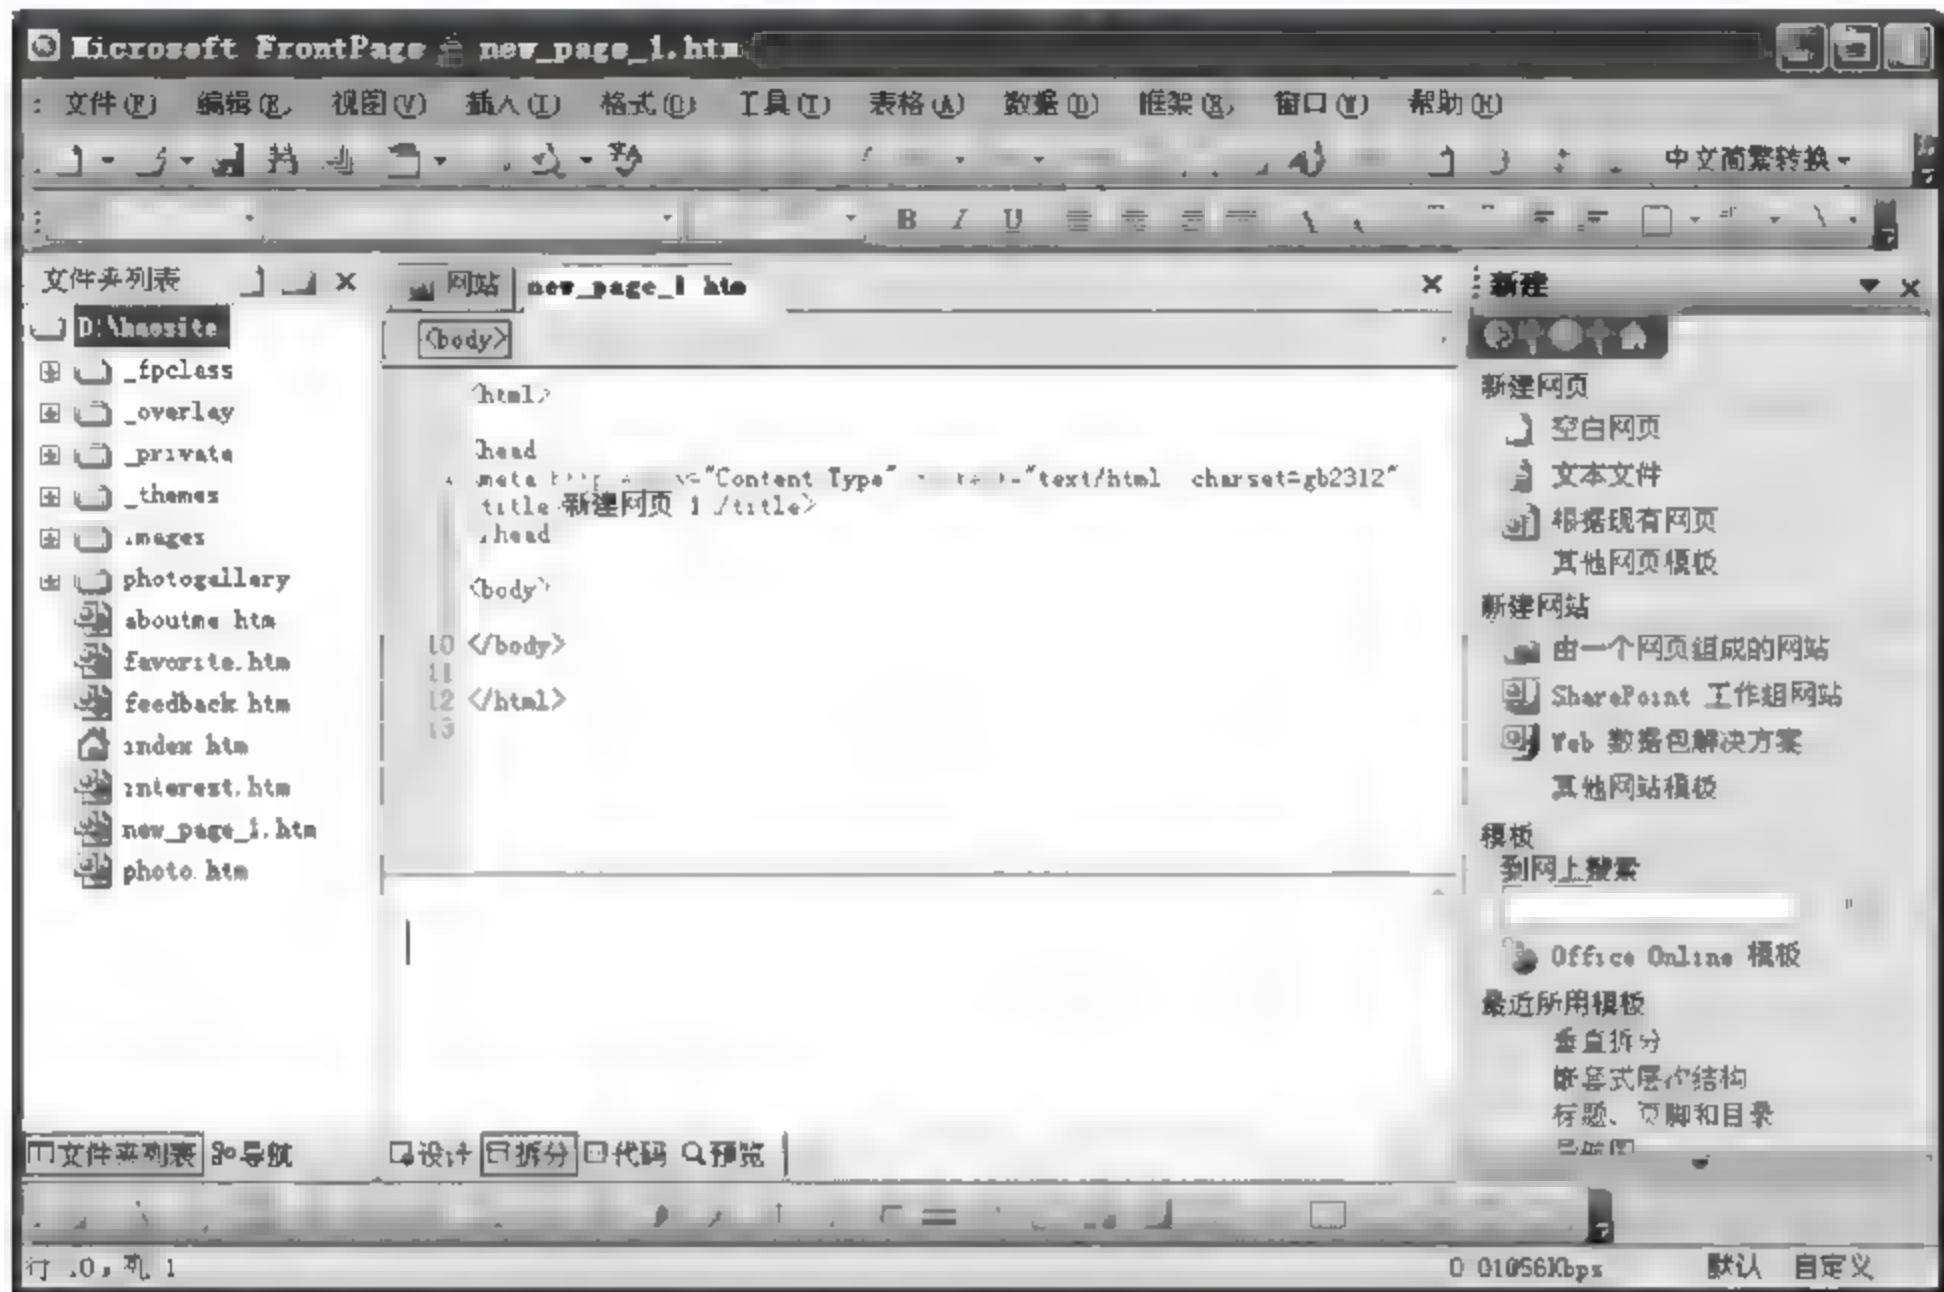 Microsoft FrontPage new_page_1.htm
文件(F) 编辑(E) 视图(V) 插入(I) 格式(O) 工具(T) 表格(A) 数据(D) 框架(R) 窗口(W) 帮助(H)
中文简繁转换
B I U
文件夹列表
D:\haosite
_fpclass
_overlay
_private
_themes
images
photogallery
aboutme.htm
favorite.htm
feedback.htm
index.htm
interest.htm
new_page_1.htm
photo.htm
文件夹列表 导航
网站 new_page_1.htm
<body>
<html>
head
meta "Content Type" "text/html charset=gb2312"
title 新建网页 1 /title>
head
<body>
10 </body>
11
12 </html>
13
设计 拆分 代码 预览
新建
新建网页
空白网页
文本文件
根据现有网页
其他网页模板
新建网站
由一个网页组成的网站
SharePoint 工作组网站
Web 数据包解决方案
其他网站模板
模板
到网上搜索
Office Online 模板
最近所用模板
垂直拆分
嵌套式层次结构
标题、页脚和目录
导航图
行 10, 列 1
0 01056Kbps 默认 自定义